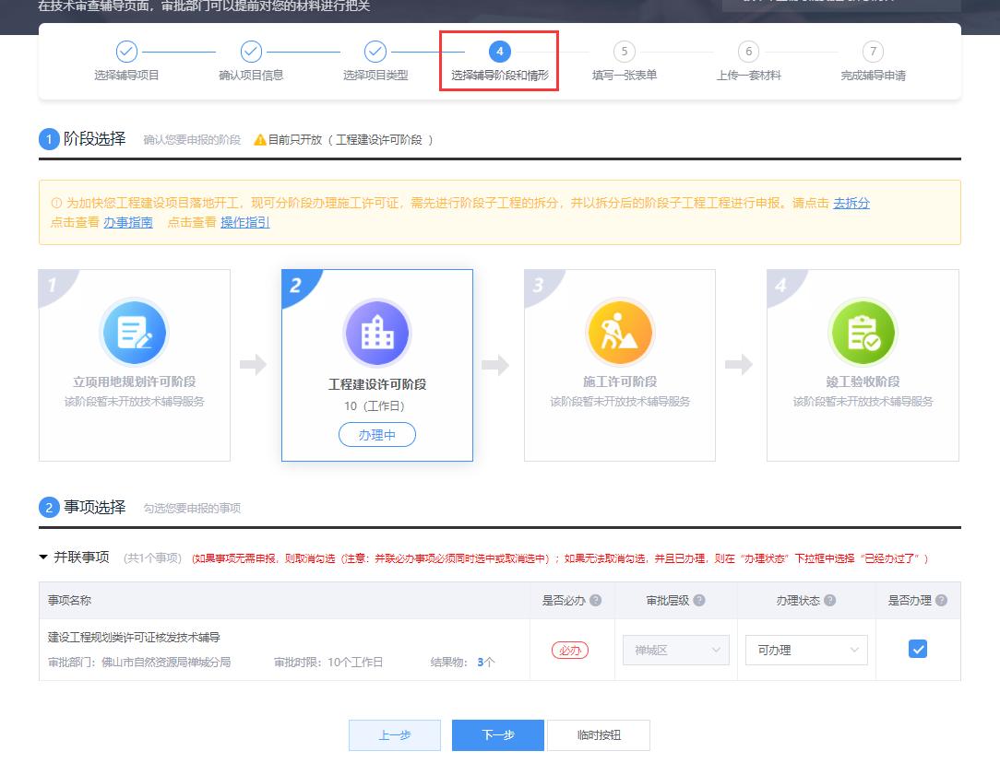 在技术审查辅导页面，审批部门可以提前对您的材料进行把关
4 5 6 7
选择辅导项目 确认项目信息 选择项目类型 选择辅导阶段和情形 填写一张表单 上传一套材料 完成辅导申请
1 阶段选择 确认您要申报的阶段 目前只开放（ 工程建设许可阶段 ）
为加快您工程建设项目落地开工，现可分阶段办理施工许可证，需先进行阶段子工程的拆分，并以拆分后的阶段子工程工程进行申报。请点击 去拆分
点击查看 办事指南 点击查看 操作指引
1
立项用地规划许可阶段
该阶段暂未开放技术辅导服务
2
工程建设许可阶段
10（工作日）
办理中
3
施工许可阶段
该阶段暂未开放技术辅导服务
4
竣工验收阶段
该阶段暂未开放技术辅导服务
2 事项选择 勾选您要申报的事项
并联事项 （共1个事项） (如果事项无需申报，则取消勾选（注意：并联必办事项必须同时选中或取消选中）；如果无法取消勾选，并且已办理，则在“办理状态”下拉框中选择“已经办过了”）
事项名称 是否必办 ? 审批层级 ? 办理状态 ? 是否办理 ?
建设工程规划类许可证核发技术辅导
审批部门：佛山市自然资源局禅城分局 审批时限：10个工作日 结果物：3个 必办 禅城区 可办理
上一步 下一步 临时按钮